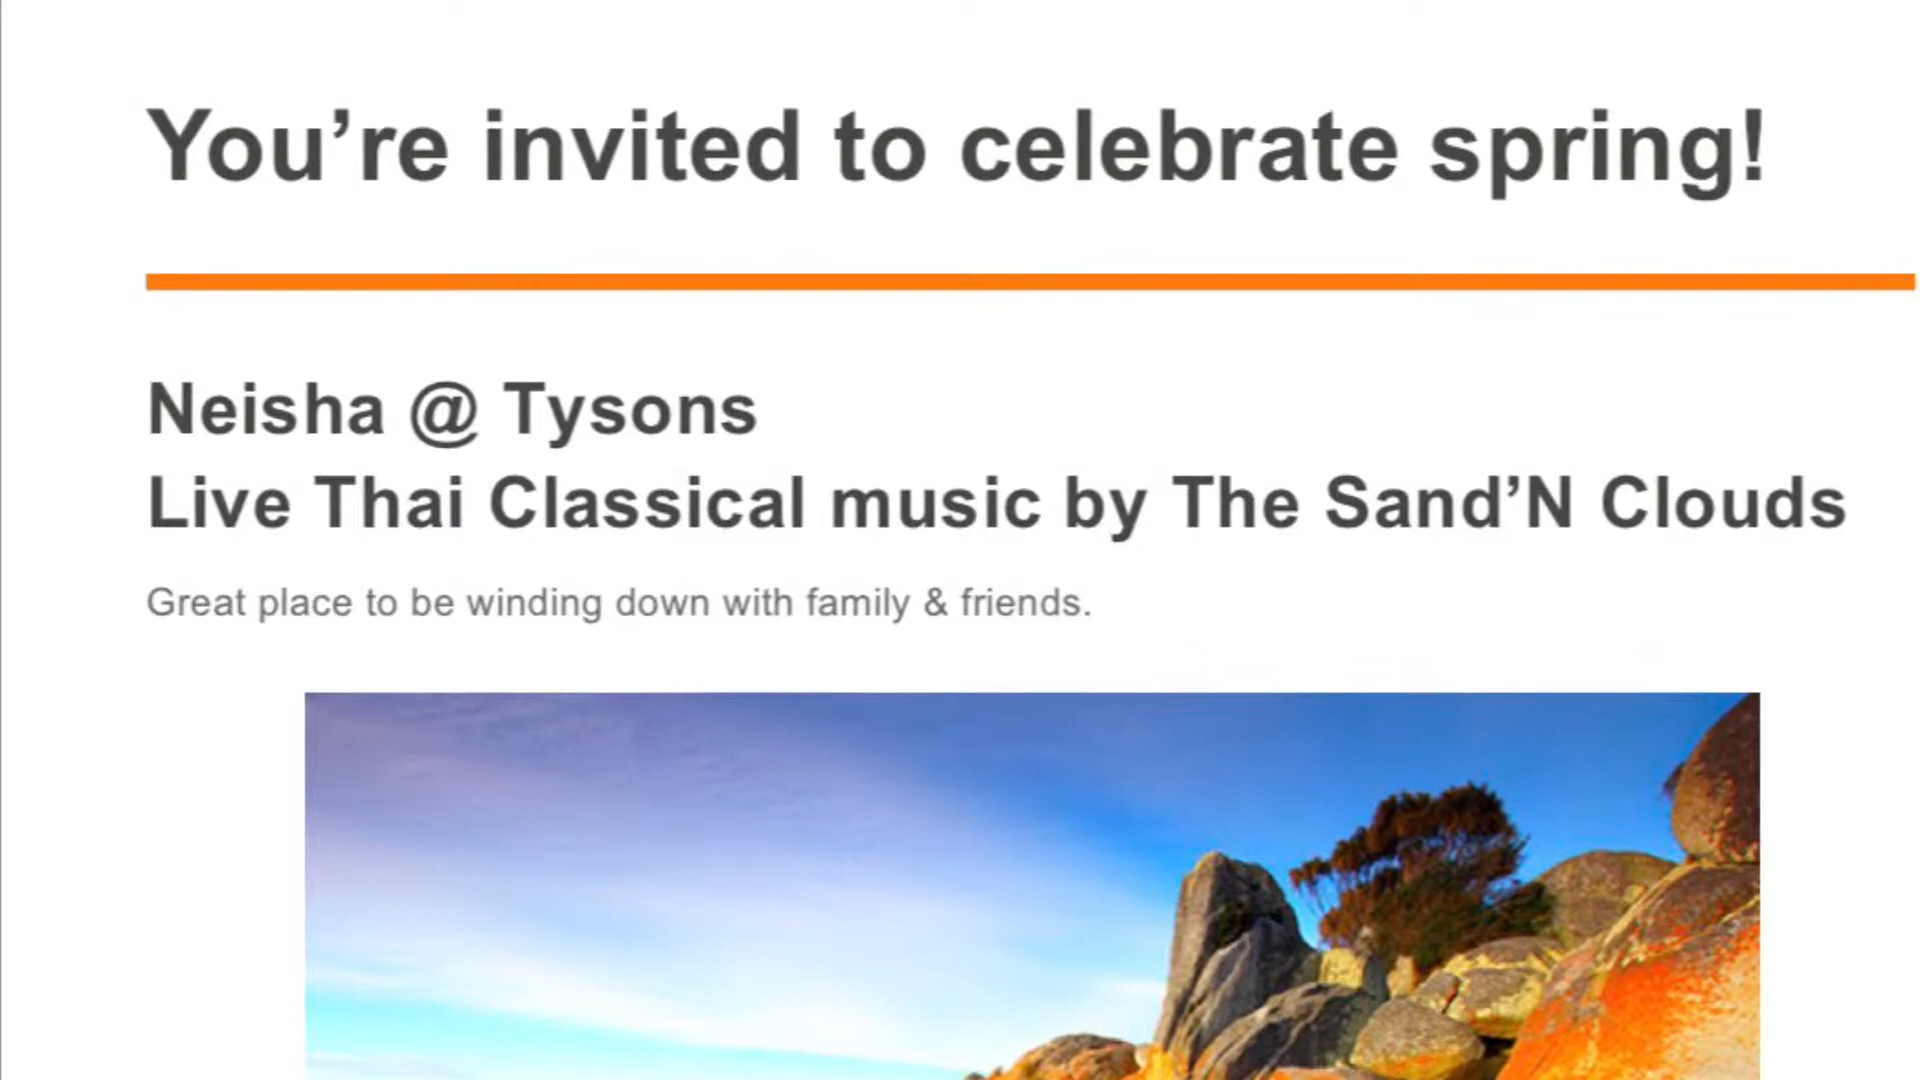 You’re invited to celebrate spring!
Neisha @ Tysons
Live Thai Classical music by The Sand’N Clouds
Great place to be winding down with family & friends.